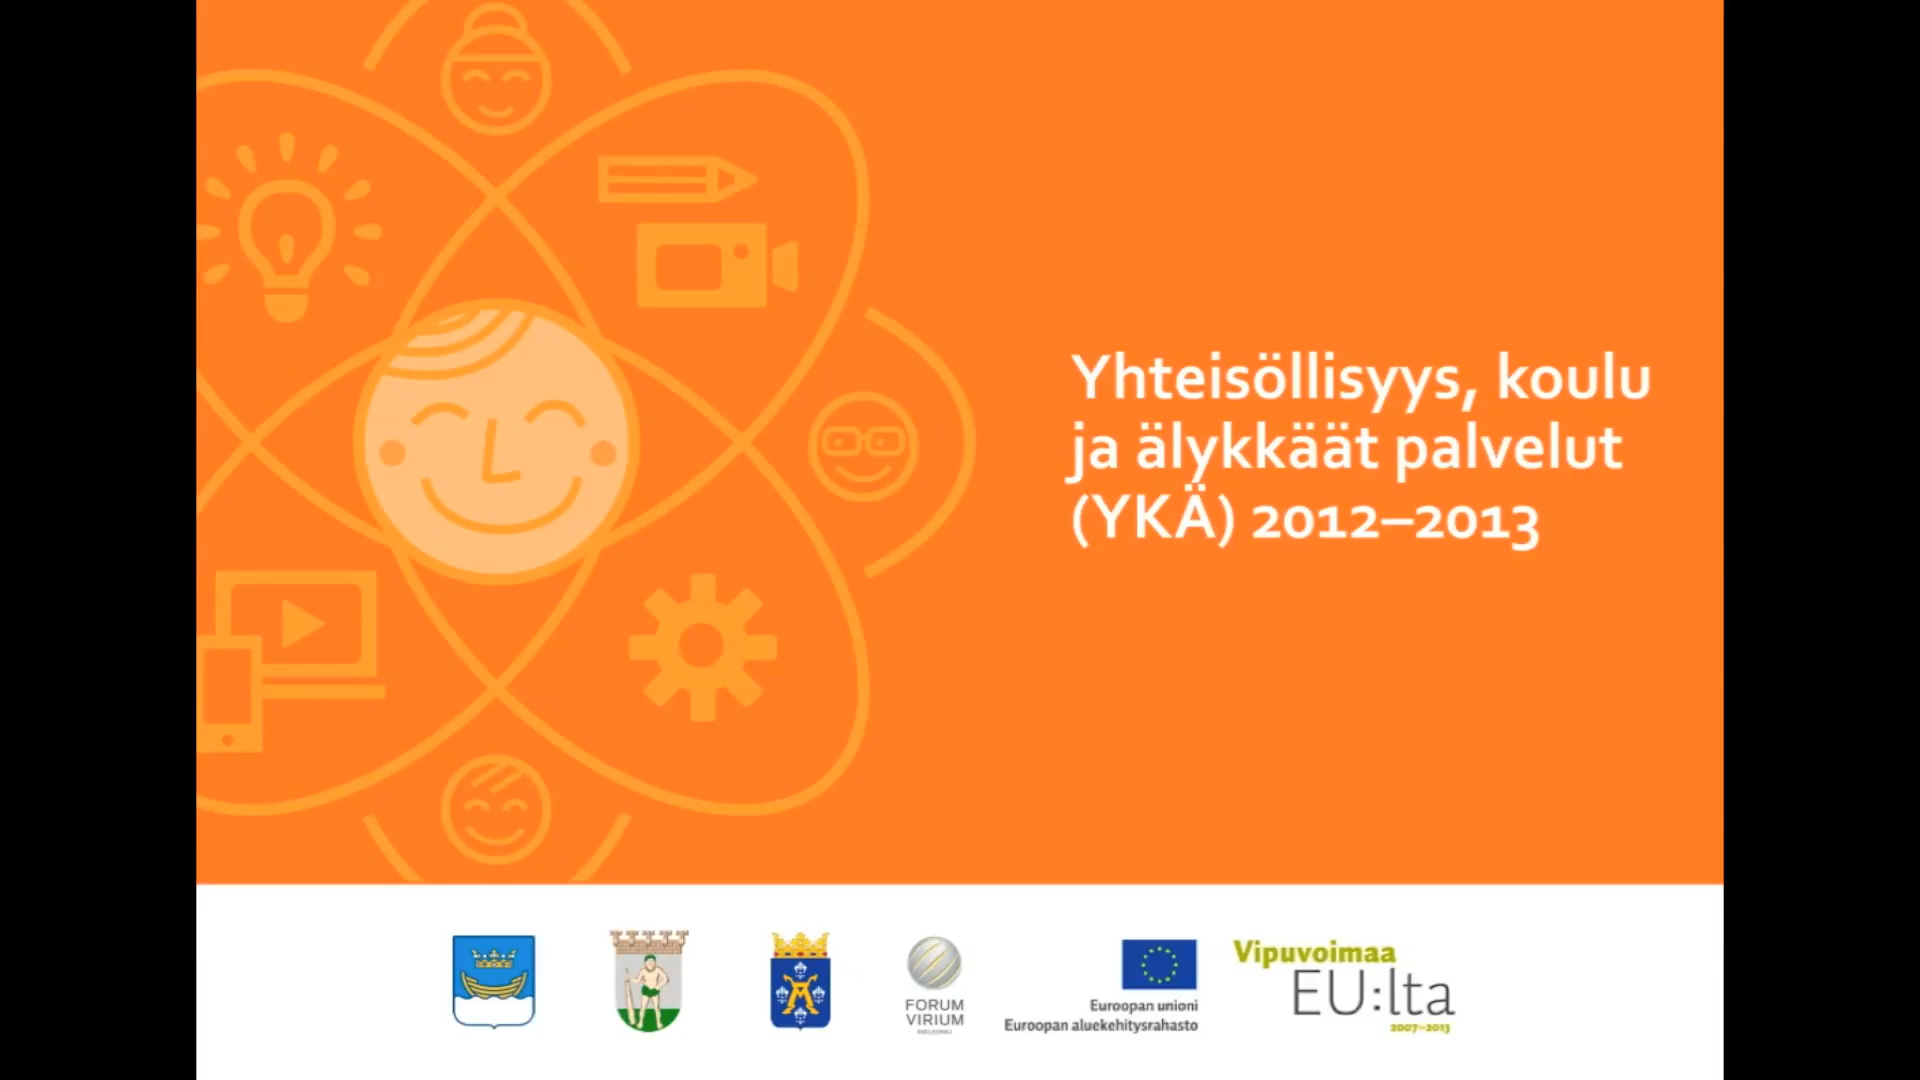 Yhteisöllisyys, koulu
ja älykkäät palvelut
(YKÄ) 2012–2013
FORUM
VIRIUM
HELSINKI
Euroopan unioni
Euroopan aluekehitysrahasto
Vipuvoimaa
EU:lta
2007–2013